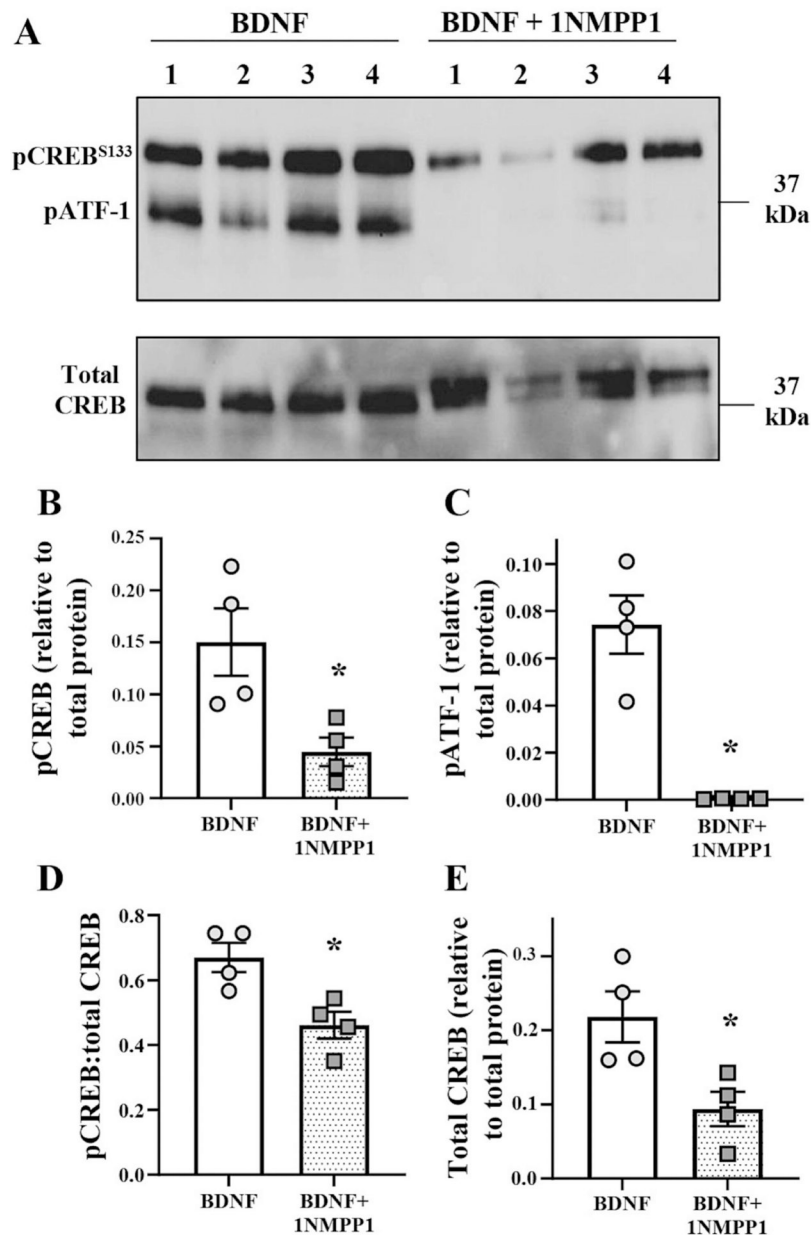 A
BDNF
BDNF + 1NMPP1
1 2 3 4 1 2 3 4
pCREBS133
pATF-1
37
kDa
Total
CREB
37
kDa
B
pCREB (relative to
total protein)
0.25
0.20
0.15
0.10
0.05
0.00
*
BDNF
BDNF+
1NMPP1
C
pATF-1 (relative to
total protein)
0.10
0.08
0.06
0.04
0.02
0.00
*
BDNF
BDNF+
1NMPP1
D
pCREB:total CREB
0.8
0.6
0.4
0.2
0.0
*
BDNF
BDNF+
1NMPP1
E
Total CREB (relative
to total protein)
0.3
0.2
0.1
0.0
*
BDNF
BDNF+
1NMPP1